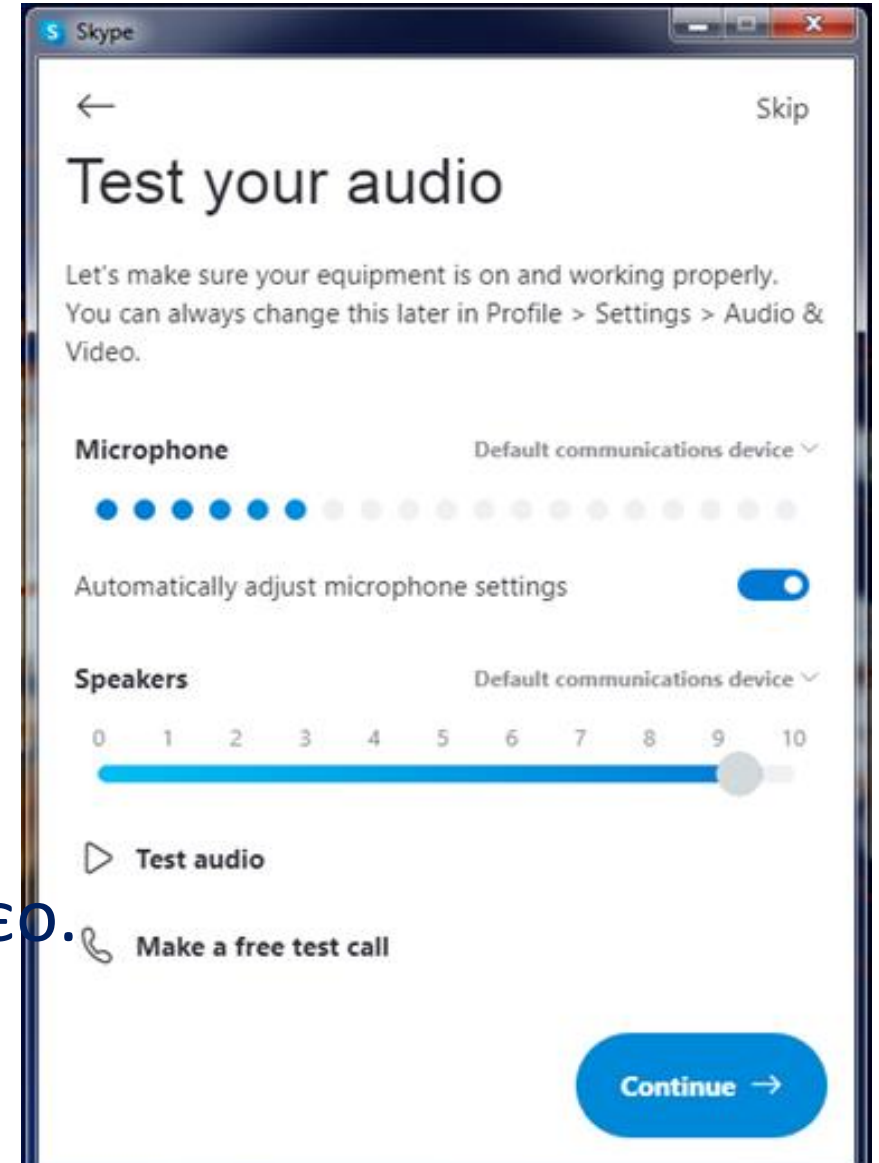 Skype
Skip
Test your audio
Let's make sure your equipment is on and working properly.
You can always change this later in Profile > Settings > Audio &
Video.
Microphone Default communications device
Automatically adjust microphone settings
Speakers Default communications device
0 1 2 3 4 5 6 7 8 9 10
Test audio
εο.
Make a free test call
Continue →